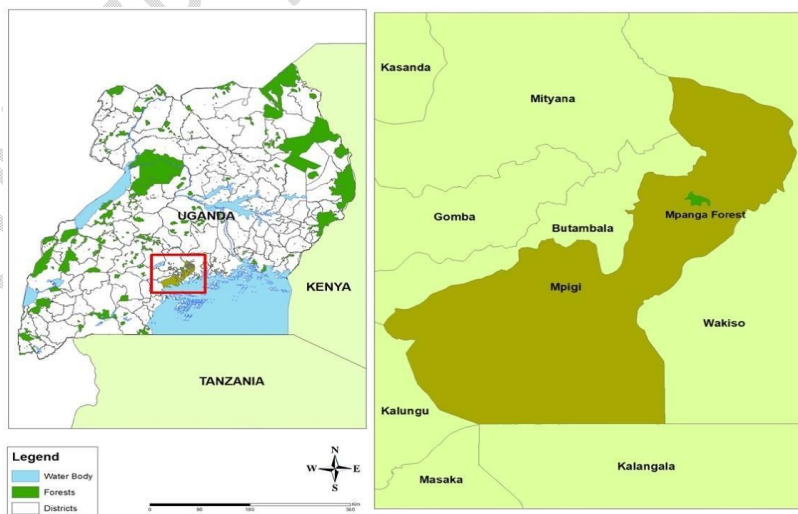 UGANDA
KENYA
TANZANIA
Legend
Water Body
Forests
Districts
N
W
E
S
Kasanda
Mityana
Gomba
Butambala
Mpanga Forest
Mpigi
Wakiso
Kalungu
Masaka
Kalangala